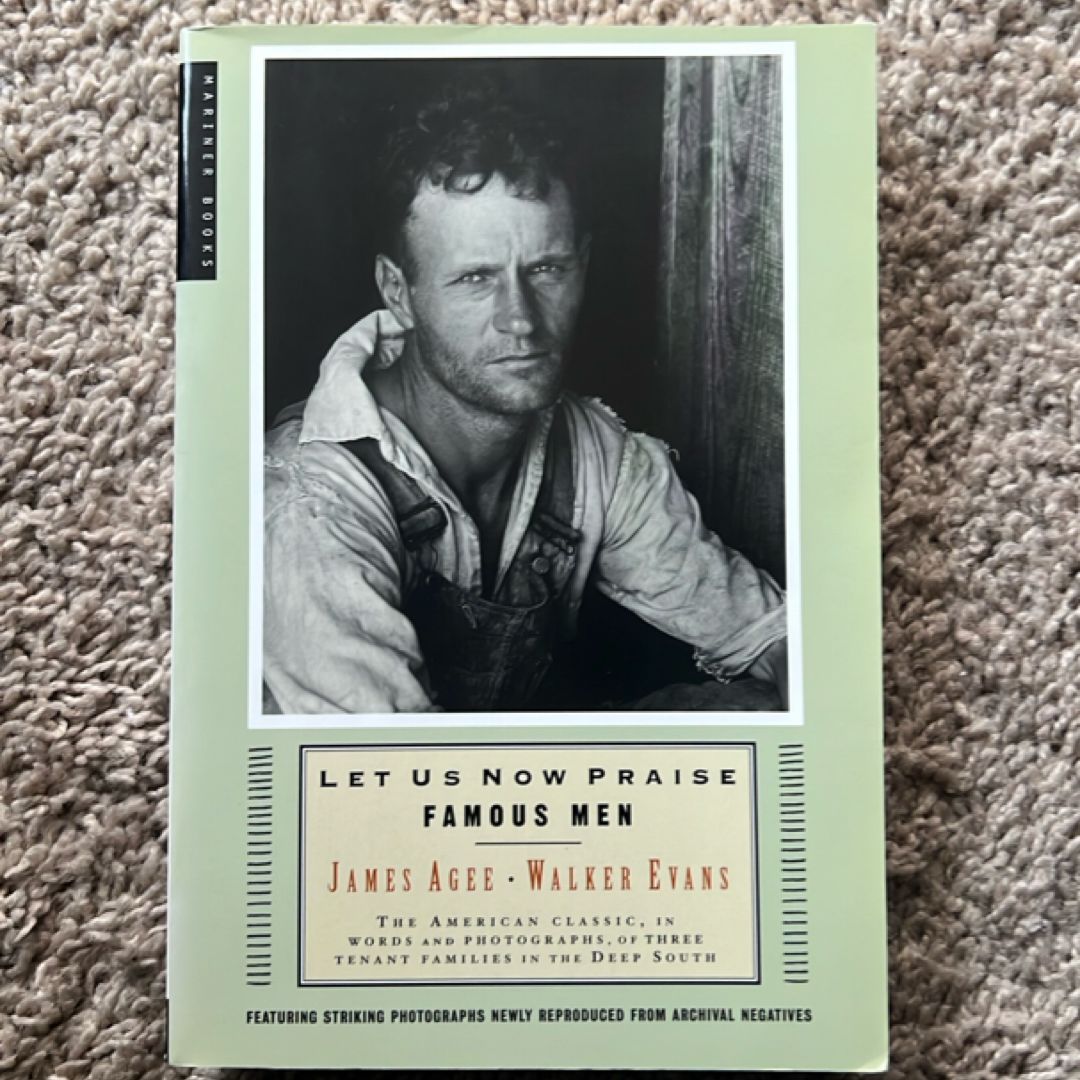 MARINER BOOKS
LET US NOW PRAISE
FAMOUS MEN
JAMES AGEE · WALKER EVANS
THE AMERICAN CLASSIC, IN
WORDS AND PHOTOGRAPHS, OF THREE
TENANT FAMILIES IN THE DEEP SOUTH
FEATURING STRIKING PHOTOGRAPHS NEWLY REPRODUCED FROM ARCHIVAL NEGATIVES